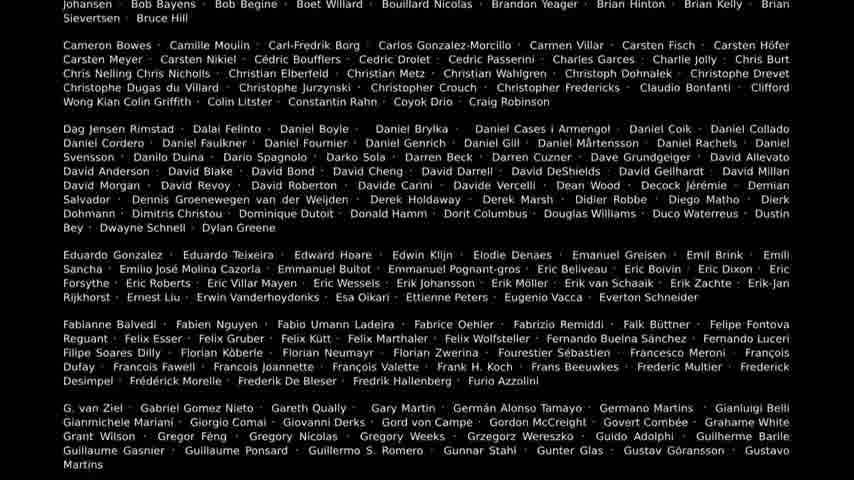 Johansen · Bob Bayens · Bob Begine · Boet Willard · Bouillard Nicolas · Brandon Yeager · Brian Hinton · Brian Kelly · Brian
Sievertsen · Bruce Hill
Cameron Bowes · Camille Moulin · Carl-Fredrik Borg · Carlos Gonzalez-Morcillo · Carmen Villar · Carsten Fisch · Carsten Höfer
Carsten Meyer · Carsten Nikiel · Cédric Boufflers · Cedric Drolet · Cedric Passerini · Charles Garces · Charlie Jolly · Chris Burt
Chris Nelling Chris Nicholls · Christian Elberfeld · Christian Metz · Christian Wahlgren · Christoph Dohnalek · Christophe Drevet
Christophe Dugas du Villard · Christophe Jurzynski · Christopher Crouch · Christopher Fredericks · Claudio Bonfanti · Clifford
Wong Kian Colin Griffith · Colin Litster · Constantin Rahn · Coyok Drio · Craig Robinson
Dag Jensen Rimstad · Dalai Felinto · Daniel Boyle · Daniel Brylka · Daniel Cases i Armengol · Daniel Coik · Daniel Collado
Daniel Cordero · Daniel Faulkner · Daniel Fournier · Daniel Genrich · Daniel Gill · Daniel Mårtensson · Daniel Rachels · Daniel
Svensson · Danilo Duina · Dario Spagnolo · Darko Sola · Darren Beck · Darren Cuzner · Dave Grundgeiger · David Allevato
David Anderson · David Blake · David Bond · David Cheng · David Darrell · David DeShields · David Gellhardt · David Millan
David Morgan · David Revoy · David Roberton · Davide Carini · Davide Vercelli · Dean Wood · Decock Jérémie · Demian
Salvador · Dennis Groenewegen van der Weijden · Derek Holdaway · Derek Marsh · Didier Robbe · Diego Matho · Dierk
Dohmann · Dimitris Christou · Dominique Dutoit · Donald Hamm · Dorit Columbus · Douglas Williams · Duco Waterreus · Dustin
Bey · Dwayne Schnell · Dylan Greene
Eduardo Gonzalez · Eduardo Teixeira · Edward Hoare · Edwin Klijn · Elodie Denaes · Emanuel Greisen · Emil Brink · Emili
Sancha · Emilio José Molina Cazorla · Emmanuel Bultot · Emmanuel Pognant-gros · Eric Beliveau · Eric Boivin · Eric Dixon · Eric
Forsythe · Eric Roberts · Eric Villar Mayen · Eric Wessels · Erik Johansson · Erik Möller · Erik van Schaaik · Erik Zachte · Erik-Jan
Rijkhorst · Ernest Liu · Erwin Vanderhoydonks · Esa Oikari · Ettienne Peters · Eugenio Vacca · Everton Schneider
Fabianne Balvedi · Fabien Nguyen · Fabio Umann Ladeira · Fabrice Oehler · Fabrizio Remiddi · Falk Büttner · Felipe Fontova
Reguant · Felix Esser · Felix Gruber · Felix Kütt · Felix Marthaler · Felix Wolfsteller · Fernando Buelna Sánchez · Fernando Luceri
Filipe Soares Dilly · Florian Köberle · Florian Neumayr · Florian Zwerina · Fourestier Sébastien · Francesco Meroni · François
Dufay · Francois Fawell · Francois Joannette · François Valette · Frank H. Koch · Frans Beeuwkes · Frederic Multier · Frederick
Desimpel · Frédérick Morelle · Frederik De Bleser · Fredrik Hallenberg · Furio Azzolini
G. van Ziel · Gabriel Gomez Nieto · Gareth Qually · Gary Martin · Germán Alonso Tamayo · Germano Martins · Gianluigi Belli
Gianmichele Mariani · Giorgio Comai · Giovanni Derks · Gord von Campe · Gordon McCreight · Govert Combée · Grahame White
Grant Wilson · Gregor Féng · Gregory Nicolas · Gregory Weeks · Grzegorz Wereszko · Guido Adolphi · Guilherme Barile
Guillaume Gasnier · Guillaume Ponsard · Guillermo S. Romero · Gunnar Stahl · Gunter Glas · Gustav Göransson · Gustavo
Martins